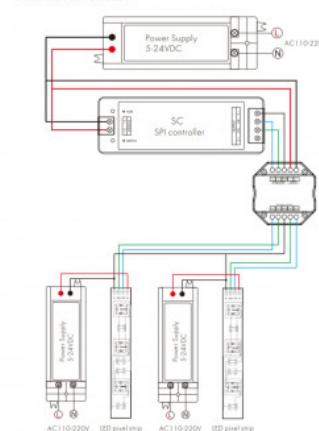 Power Supply
5-24VDC
L
N
AC110-22
SC
SPI controller
Power Supply
5-24VDC
Power Supply
5-24VDC
L
N
L
N
AC110-220V
LED pixel strip
AC110-220V
LED pixel strip